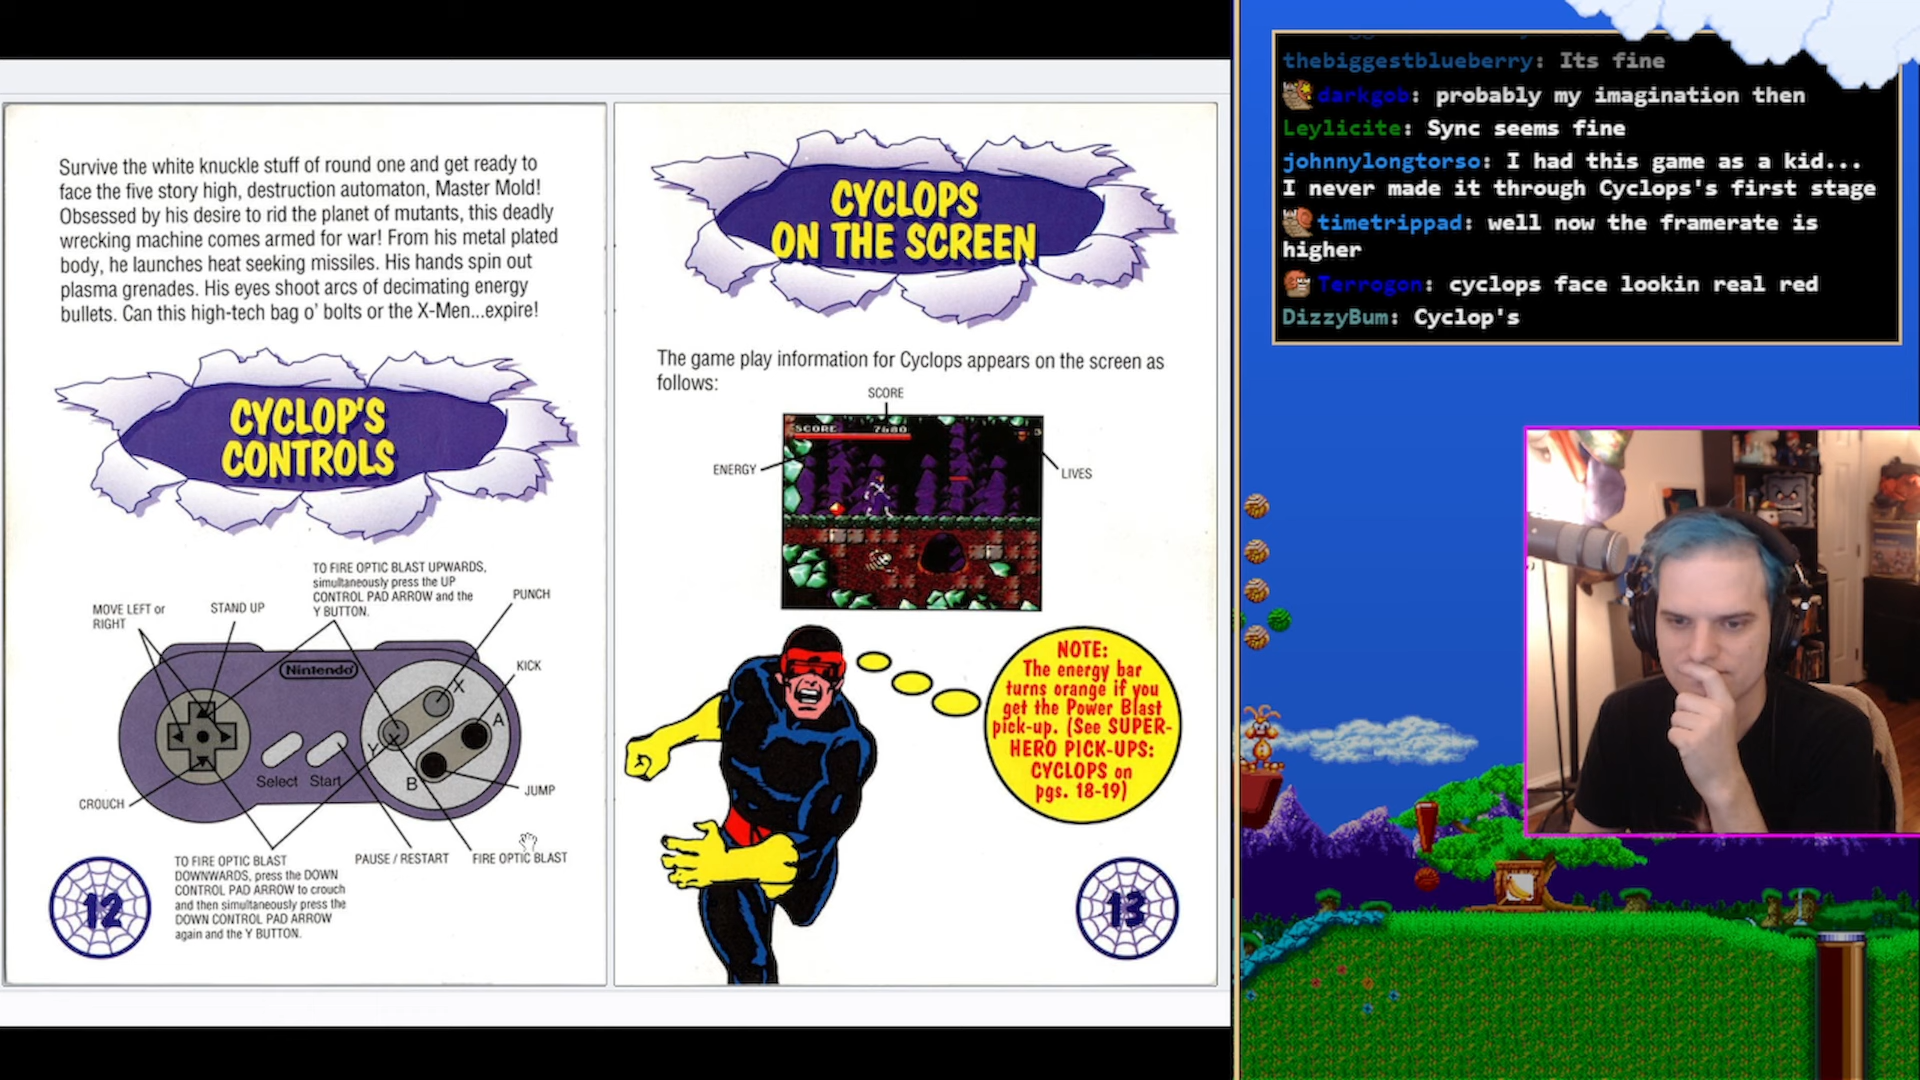 Survive the white knuckle stuff of round one and get ready to
face the five story high, destruction automaton, Master Mold!
Obsessed by his desire to rid the planet of mutants, this deadly
wrecking machine comes armed for war! From his metal plated
body, he launches heat seeking missiles. His hands spin out
plasma grenades. His eyes shoot arcs of decimating energy
bullets. Can this high-tech bag o' bolts or the X-Men...expire!
CYCLOP'S
CONTROLS
TO FIRE OPTIC BLAST UPWARDS,
simultaneously press the UP
CONTROL PAD ARROW and the
Y BUTTON.
PUNCH
MOVE LEFT or
RIGHT
STAND UP
KICK
Nintendo
X
A
Y
B
Select
Start
CROUCH
JUMP
TO FIRE OPTIC BLAST
DOWNWARDS, press the DOWN
CONTROL PAD ARROW to crouch
and then simultaneously press the
DOWN CONTROL PAD ARROW
again and the Y BUTTON.
PAUSE / RESTART
FIRE OPTIC BLAST
12
CYCLOPS
ON THE SCREEN
The game play information for Cyclops appears on the screen as
follows:
SCORE
SCORE 7680
3
ENERGY
LIVES
NOTE:
The energy bar
turns orange if you
get the Power Blast
pick-up. (See SUPER-
HERO PICK-UPS:
CYCLOPS on
pgs. 18-19)
13
thebiggestblueberry: Its fine
darkgob: probably my imagination then
Leylicite: Sync seems fine
johnnylongtorso: I had this game as a kid...
I never made it through Cyclops's first stage
timetrippad: well now the framerate is
higher
Terrogon: cyclops face lookin real red
DizzyBum: Cyclop's